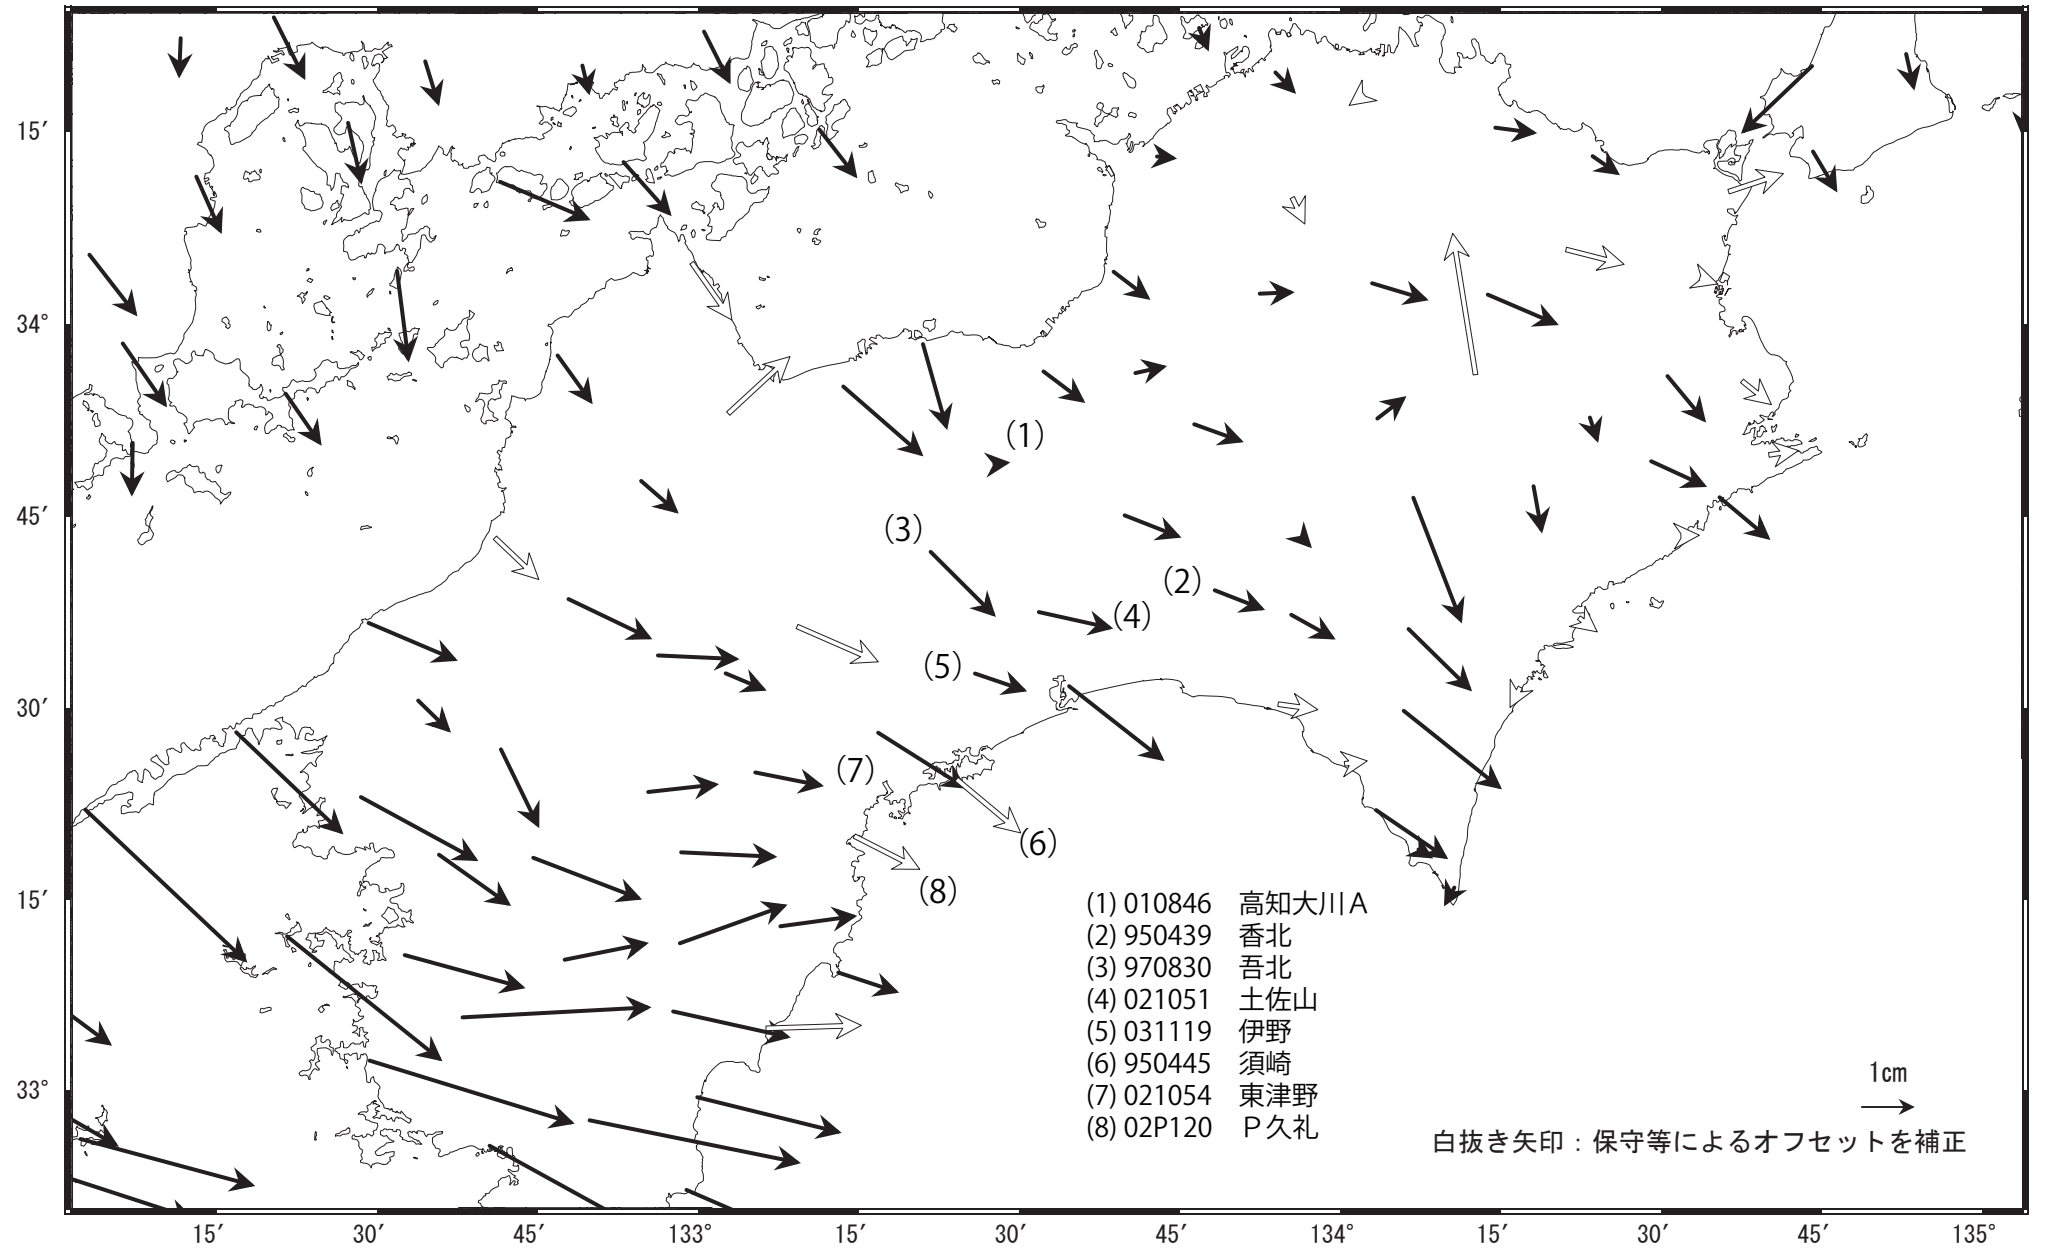 15′
34°
45′
30′
15′
33°
(1)
(3)
(2)
(4)
(5)
(7)
(6)
(8)
(1) 010846 高知大川A
(2) 950439 香北
(3) 970830 吾北
(4) 021051 土佐山
(5) 031119 伊野
(6) 950445 須崎
(7) 021054 東津野
(8) 02P120 P久礼
1cm
白抜き矢印：保守等によるオフセットを補正
15′ 30′ 45′ 133° 15′ 30′ 45′ 134° 15′ 30′ 45′ 135°